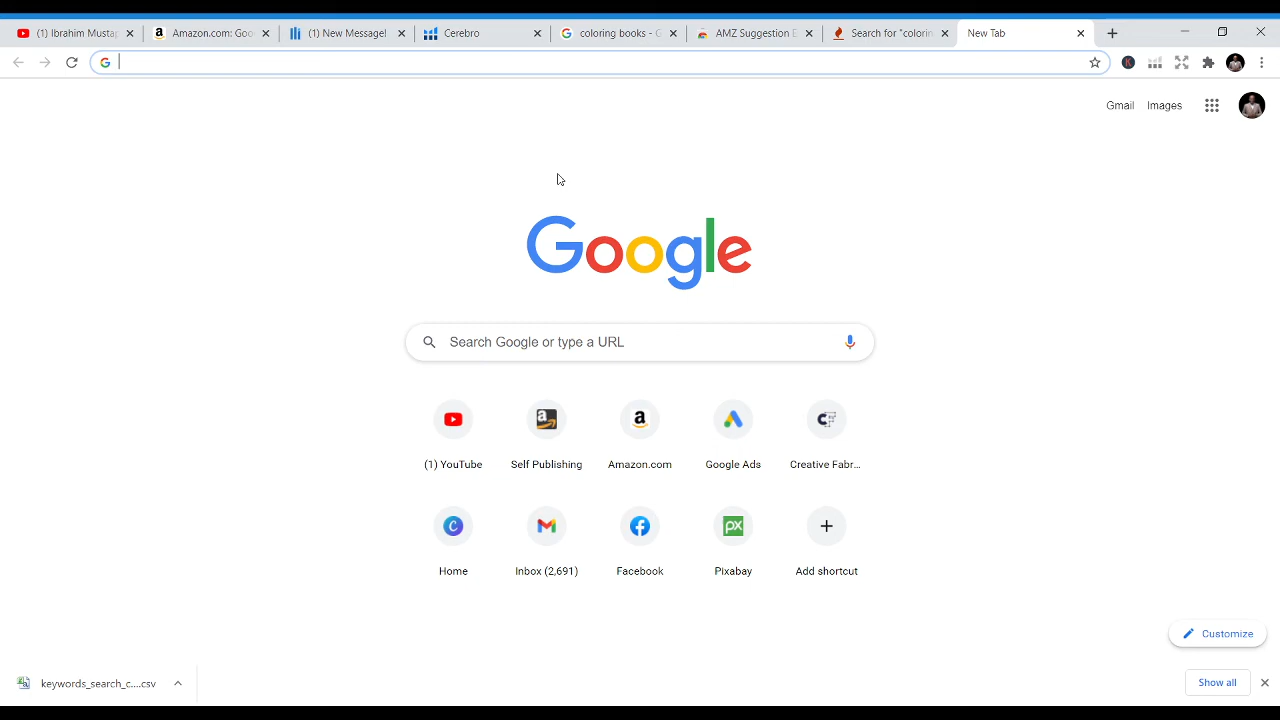 (1) Ibrahim Mustap
Amazon.com: Goo
(1) New Message!
Cerebro
coloring books - G
AMZ Suggestion E
Search for "colorin
New Tab
Gmail
Images
Google
Search Google or type a URL
(1) YouTube
Self Publishing
Amazon.com
Google Ads
Creative Fabr...
Home
Inbox (2,691)
Facebook
Pixabay
Add shortcut
Customize
keywords_search_c....csv
Show all